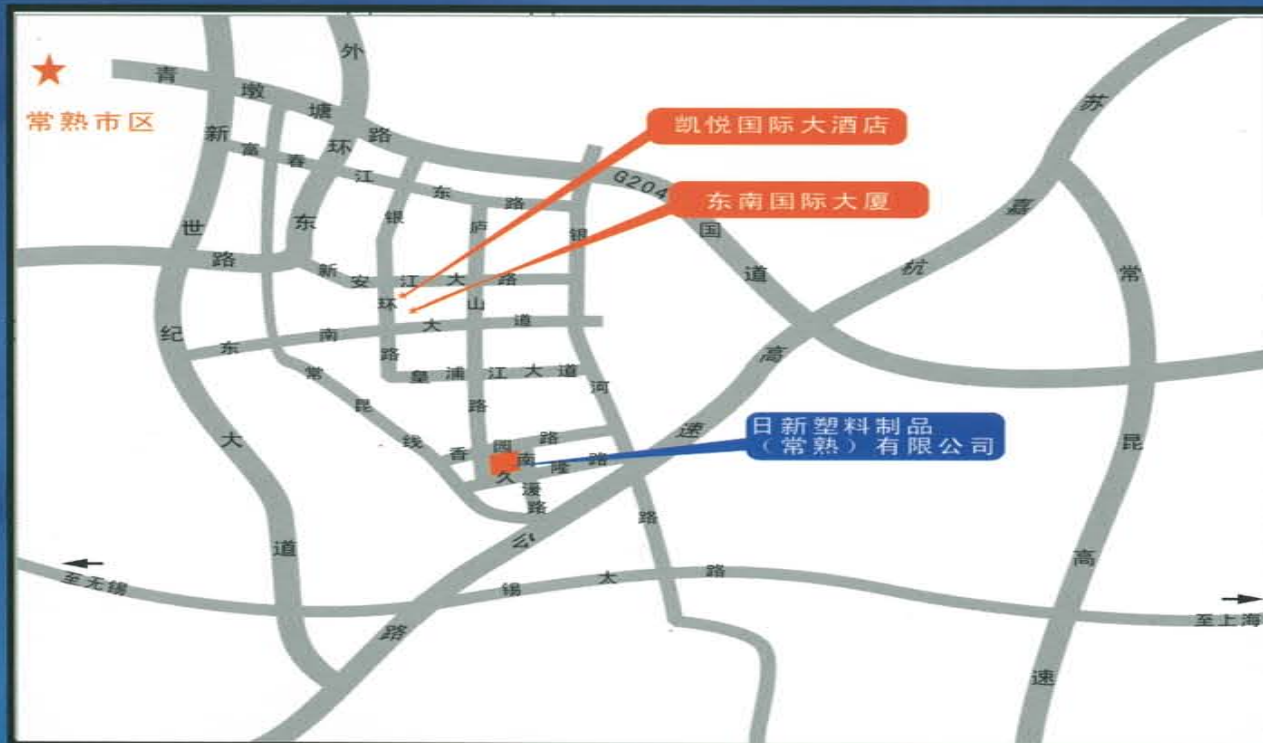 常熟市区
青墩塘路
外环东路
新世纪大道
富春江东路
凯悦国际大酒店
G204国道
东南国际大厦
苏嘉杭高速公路
银环路
庐山路
银河路
新安江大路
东南大道
皇浦江大道
常昆线
常昆高速
日新塑料制品
（常熟）有限公司
香园路
久隆路
南湲路
锡太路
至无锡
至上海